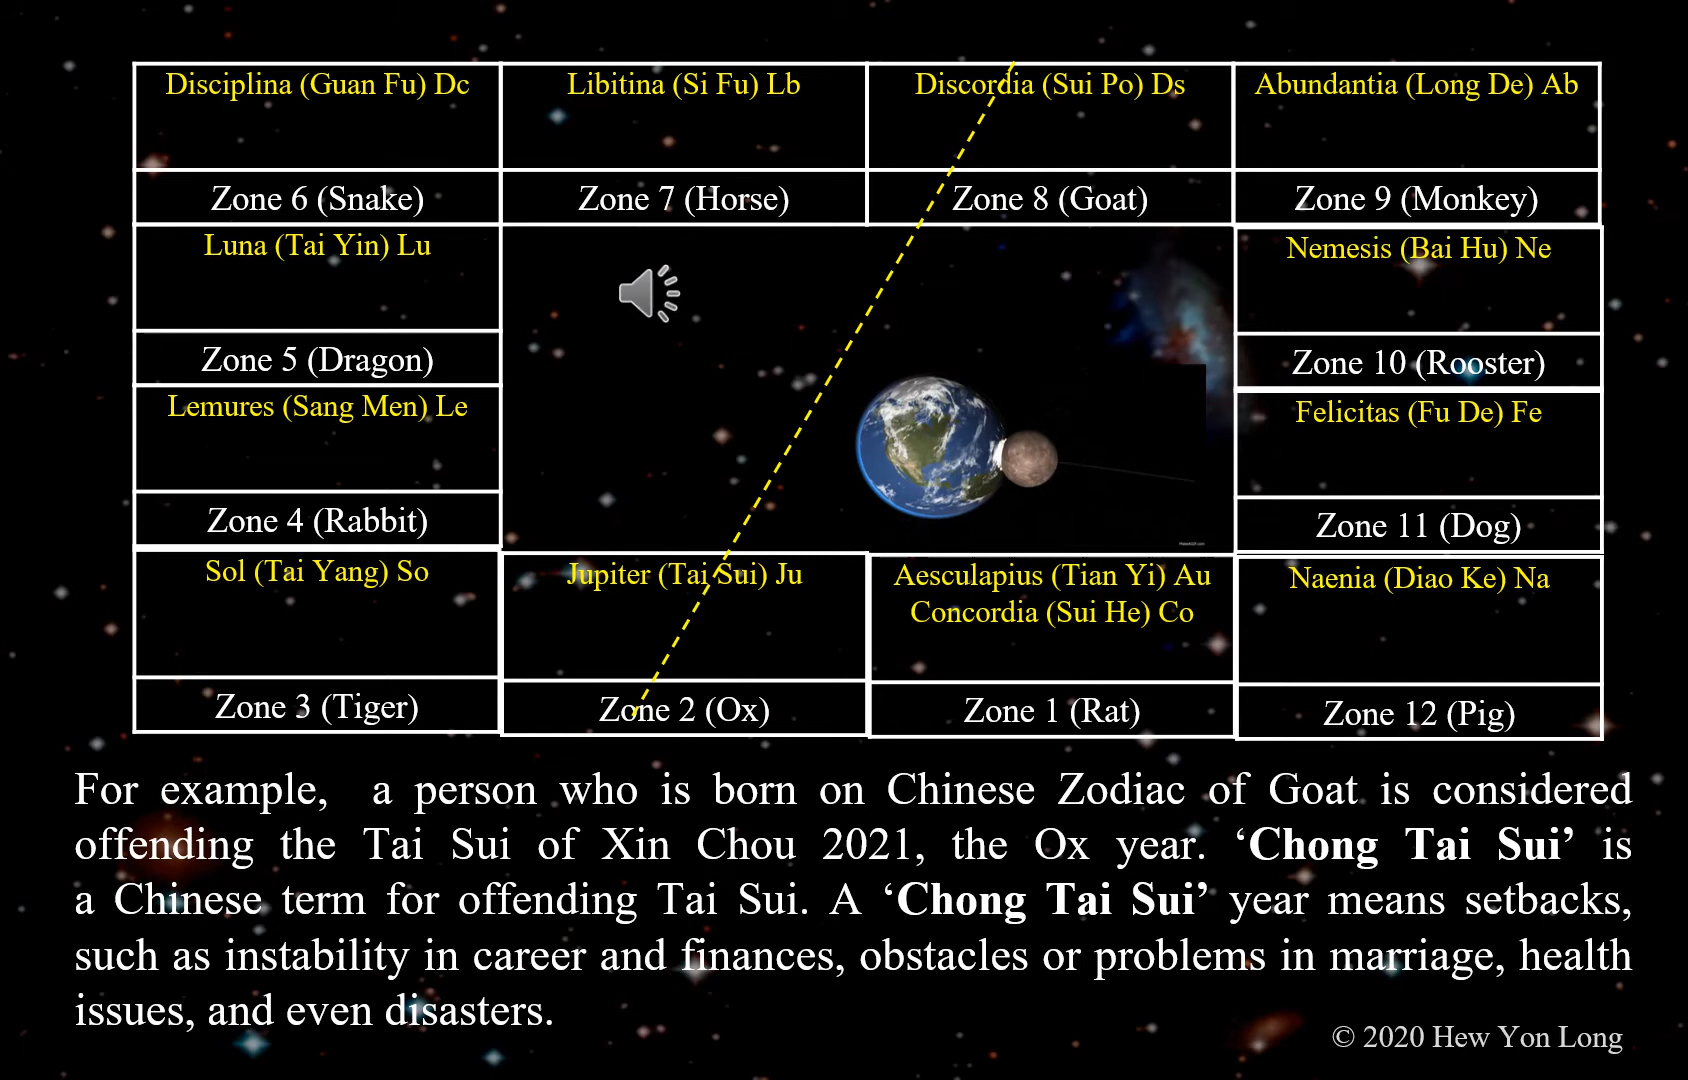 Disciplina (Guan Fu) Dc
Libitina (Si Fu) Lb
Discordia (Sui Po) Ds
Abundantia (Long De) Ab
Zone 6 (Snake)
Zone 7 (Horse)
Zone 8 (Goat)
Zone 9 (Monkey)
Luna (Tai Yin) Lu
Nemesis (Bai Hu) Ne
Zone 5 (Dragon)
Zone 10 (Rooster)
Lemures (Sang Men) Le
Felicitas (Fu De) Fe
Zone 4 (Rabbit)
Zone 11 (Dog)
Sol (Tai Yang) So
Jupiter (Tai Sui) Ju
Aesculapius (Tian Yi) Au
Concordia (Sui He) Co
Naenia (Diao Ke) Na
Zone 3 (Tiger)
Zone 2 (Ox)
Zone 1 (Rat)
Zone 12 (Pig)
For example, a person who is born on Chinese Zodiac of Goat is considered
offending the Tai Sui of Xin Chou 2021, the Ox year. ‘Chong Tai Sui’ is
a Chinese term for offending Tai Sui. A ‘Chong Tai Sui’ year means setbacks,
such as instability in career and finances, obstacles or problems in marriage, health
issues, and even disasters.
© 2020 Hew Yon Long